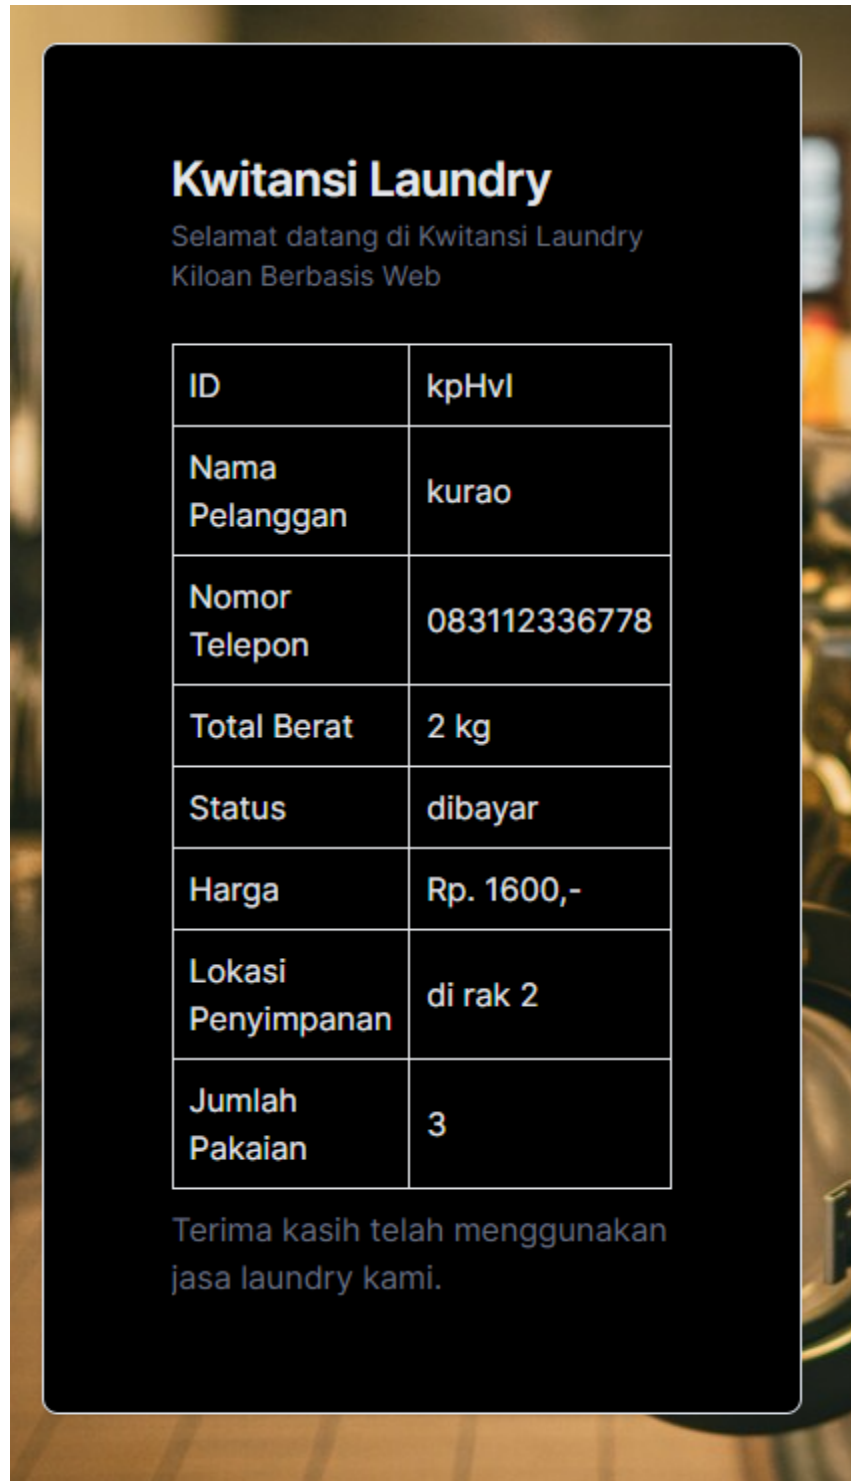 Kwitansi Laundry
Selamat datang di Kwitansi Laundry
Kiloan Berbasis Web
ID kpHvl
Nama
Pelanggan
kurao
Nomor
Telepon
083112336778
Total Berat 2 kg
Status dibayar
Harga Rp. 1600,-
Lokasi
Penyimpanan
di rak 2
Jumlah
Pakaian
3
Terima kasih telah menggunakan
jasa laundry kami.